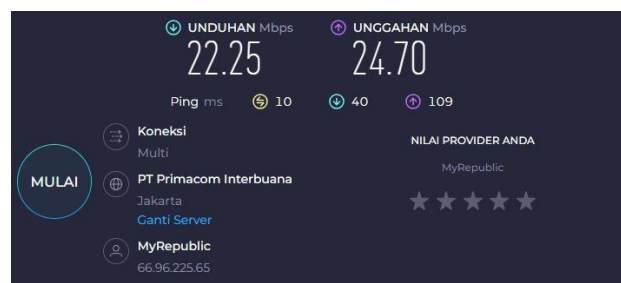 UNDUHAN Mbps
22.25
UNGGAHAN Mbps
24.70
Ping ms 10 40 109
MULAI
Koneksi
Multi
PT Primacom Interbuana
Jakarta
Ganti Server
MyRepublic
66.96.225.65
NILAI PROVIDER ANDA
MyRepublic